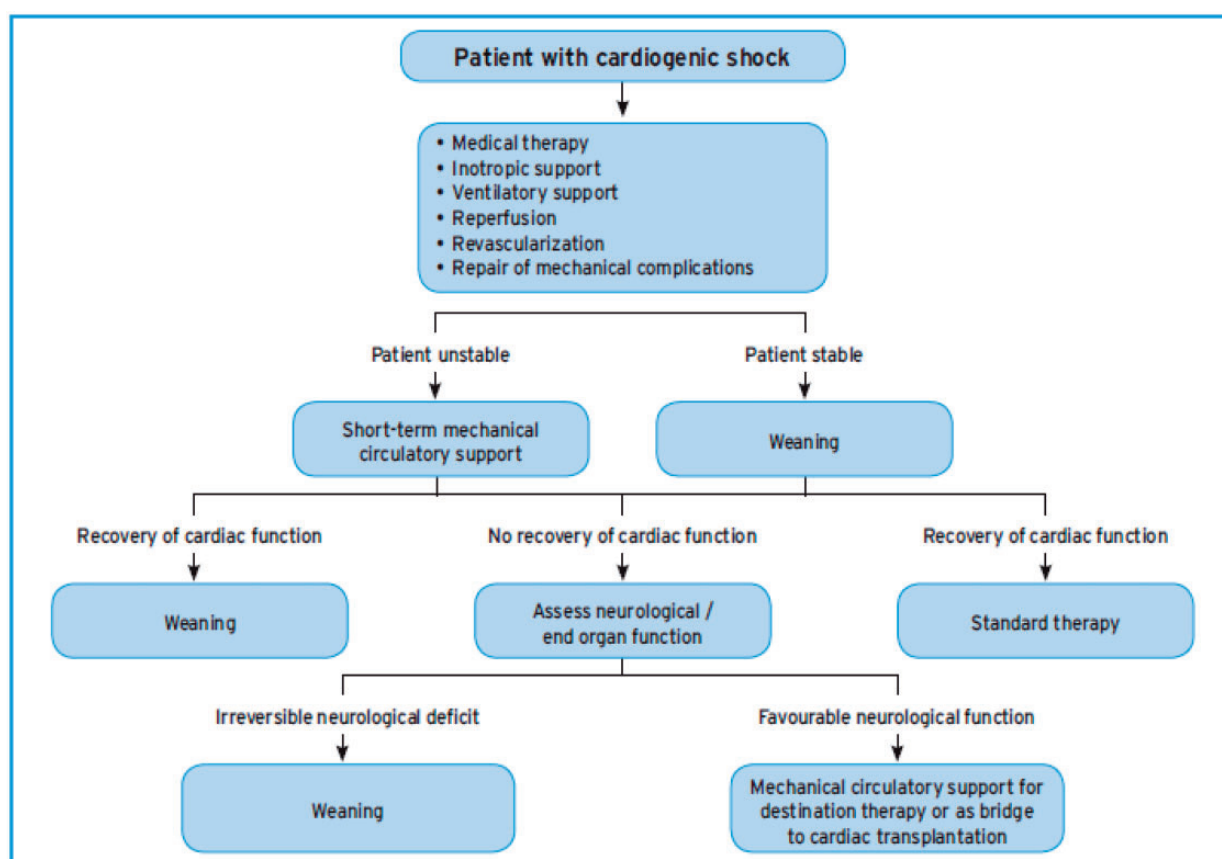 Patient with cardiogenic shock
• Medical therapy
• Inotropic support
• Ventilatory support
• Reperfusion
• Revascularization
• Repair of mechanical complications
Patient unstable
Patient stable
Short-term mechanical
circulatory support
Weaning
Recovery of cardiac function
No recovery of cardiac function
Recovery of cardiac function
Weaning
Assess neurological /
end organ function
Standard therapy
Irreversible neurological deficit
Favourable neurological function
Weaning
Mechanical circulatory support for
destination therapy or as bridge
to cardiac transplantation